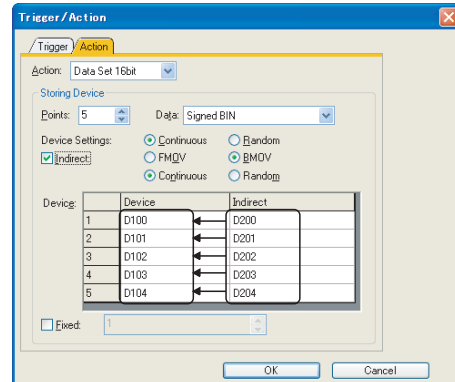 Trigger/Action
Trigger Action
Action: Data Set 16bit
Storing Device
Points: 5 Data: Signed BIN
Device Settings: Continuous Random
Indirect: FMOV BMOV
Continuous Random
Device: Device Indirect
1 D100 D200
2 D101 D201
3 D102 D202
4 D103 D203
5 D104 D204
Fixed: 1
OK Cancel